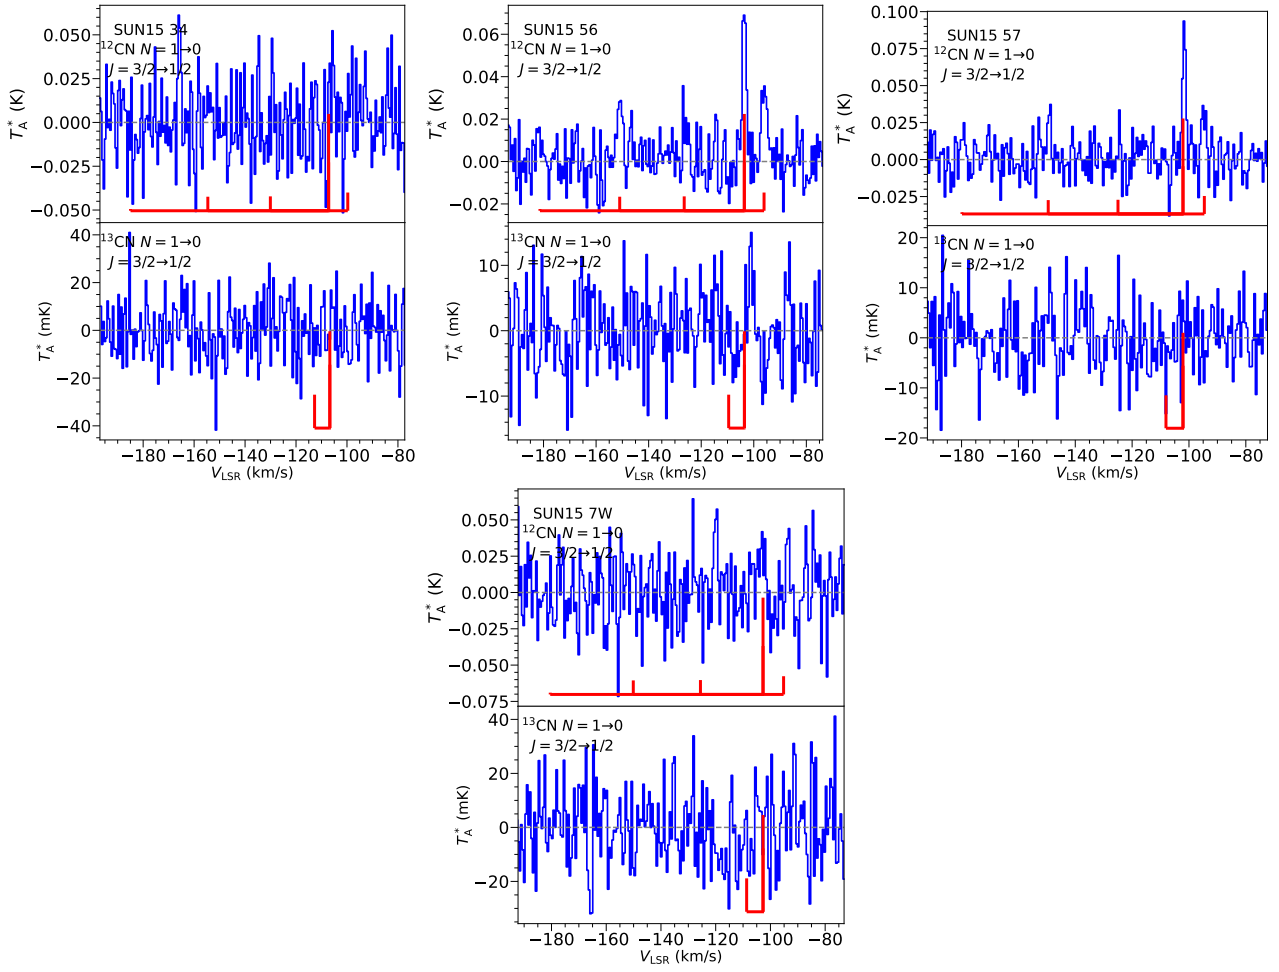 SUN15 34
¹²CN N = 1→0
J = 3/2→1/2
T*A (K)
0.050
0.025
0.000
−0.025
−0.050
¹³CN N = 1→0
J = 3/2→1/2
T*A (mK)
40
20
0
−20
−40
−180 −160 −140 −120 −100 −80
VLSR (km/s)
SUN15 56
¹²CN N = 1→0
J = 3/2→1/2
T*A (K)
0.06
0.04
0.02
0.00
−0.02
¹³CN N = 1→0
J = 3/2→1/2
T*A (mK)
10
0
−10
−180 −160 −140 −120 −100 −80
VLSR (km/s)
SUN15 57
¹²CN N = 1→0
J = 3/2→1/2
T*A (K)
0.100
0.075
0.050
0.025
0.000
−0.025
¹³CN N = 1→0
J = 3/2→1/2
T*A (mK)
20
10
0
−10
−20
−180 −160 −140 −120 −100 −80
VLSR (km/s)
SUN15 7W
¹²CN N = 1→0
J = 3/2→1/2
T*A (K)
0.050
0.025
0.000
−0.025
−0.050
−0.075
¹³CN N = 1→0
J = 3/2→1/2
T*A (mK)
40
20
0
−20
−180 −160 −140 −120 −100 −80
VLSR (km/s)